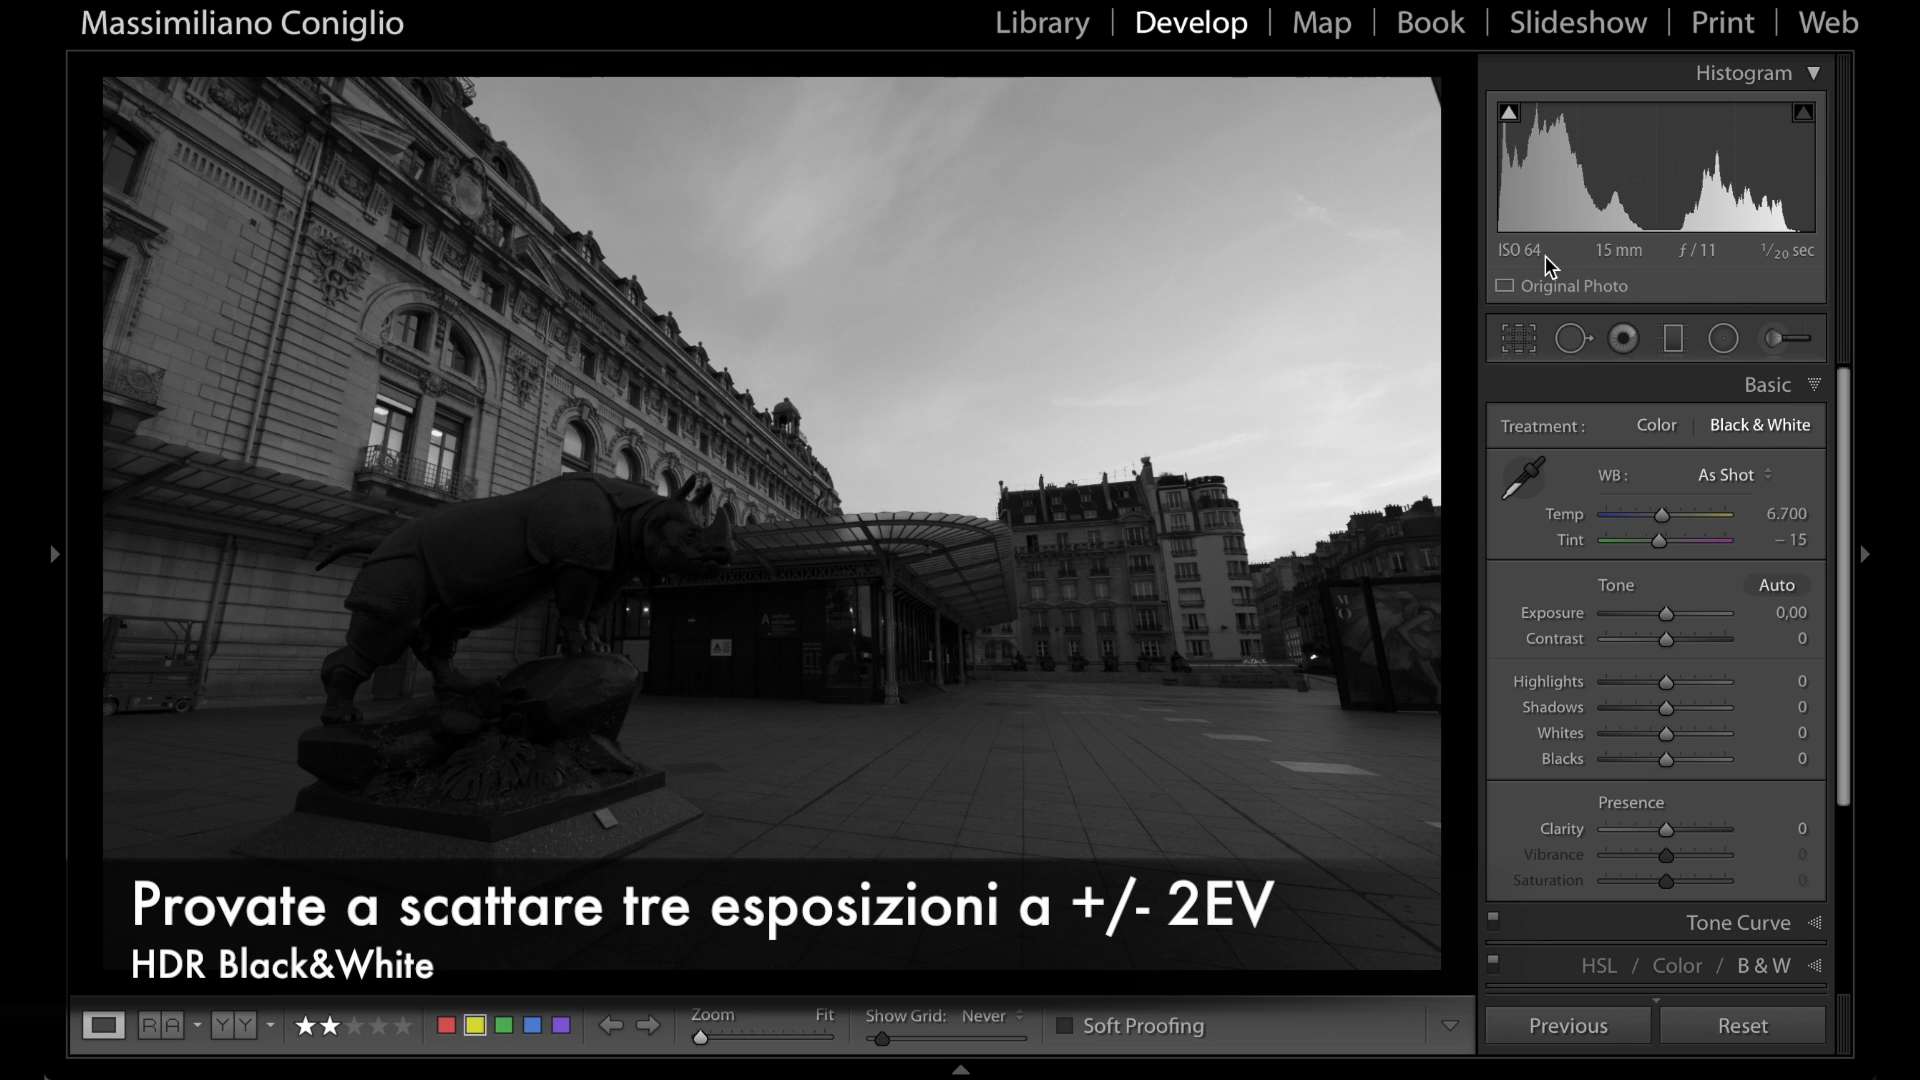 Massimiliano Coniglio
Library | Develop | Map | Book | Slideshow | Print | Web
Histogram
ISO 64 15 mm ƒ / 11 1/20 sec
Original Photo
Basic
Treatment : Color Black & White
WB : As Shot
Temp 6.700
Tint – 15
Tone Auto
Exposure 0,00
Contrast 0
Highlights 0
Shadows 0
Whites 0
Blacks 0
Presence
Clarity 0
Vibrance 0
Saturation 0
Tone Curve
HSL / Color / B & W
Previous Reset
MO
A
Provate a scattare tre esposizioni a +/- 2EV
HDR Black&White
R A Y Y Zoom Fit Show Grid: Never Soft Proofing